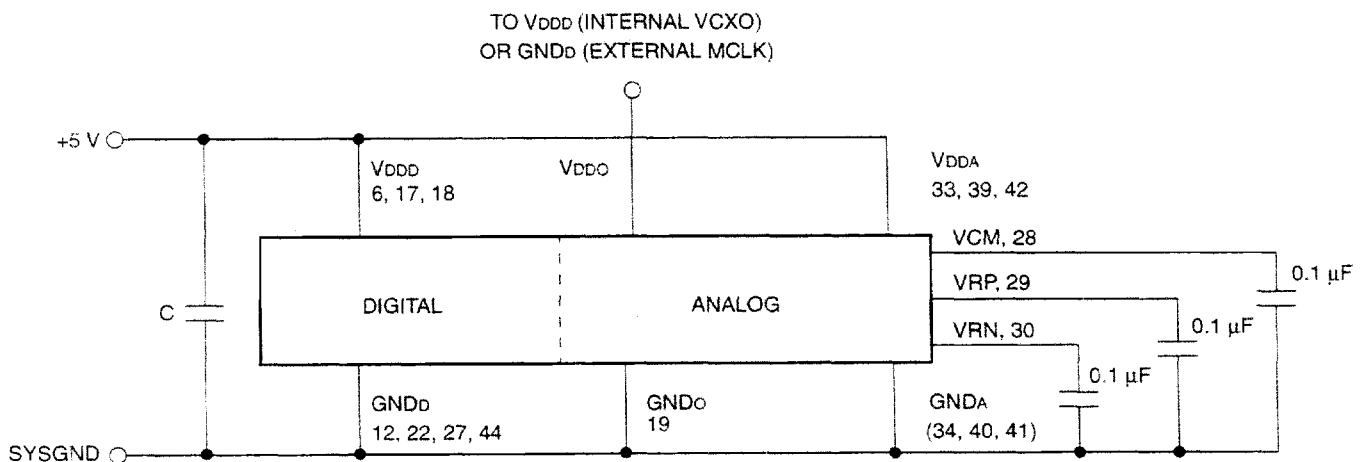 TO VDDD (INTERNAL VCXO)
OR GNDD (EXTERNAL MCLK)
+5 V
VDDD
6, 17, 18
VDDO
VDDA
33, 39, 42
VCM, 28
0.1 µF
VRP, 29
0.1 µF
VRN, 30
0.1 µF
C
DIGITAL
ANALOG
GNDD
12, 22, 27, 44
GNDO
19
GNDA
(34, 40, 41)
SYSGND